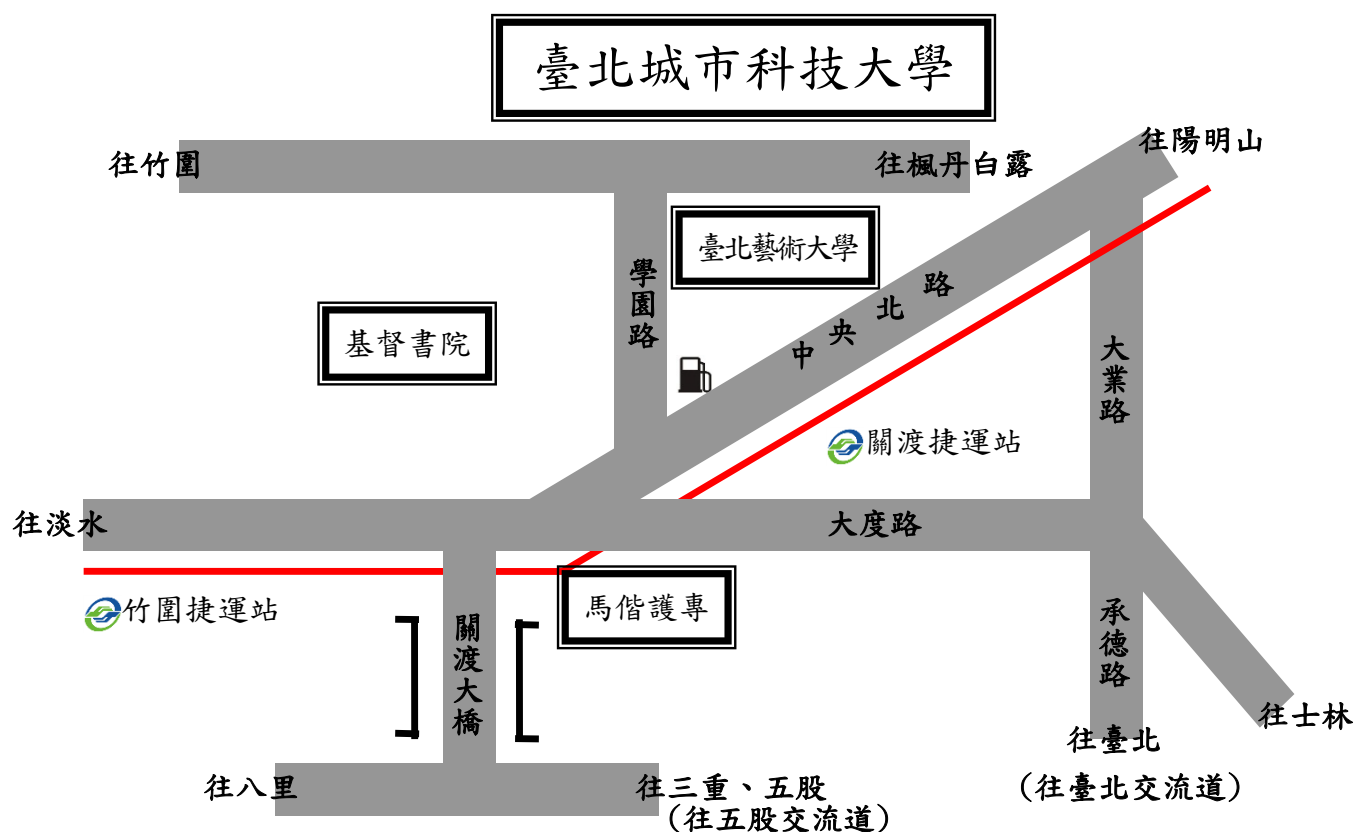 臺北城市科技大學
往陽明山
往竹圍
往楓丹白露
臺北藝術大學
學園路
中央北路
基督書院
大業路
關渡捷運站
往淡水
大度路
竹圍捷運站
馬偕護專
關渡大橋
承德路
往士林
往臺北
(往臺北交流道)
往八里
往三重、五股
(往五股交流道)